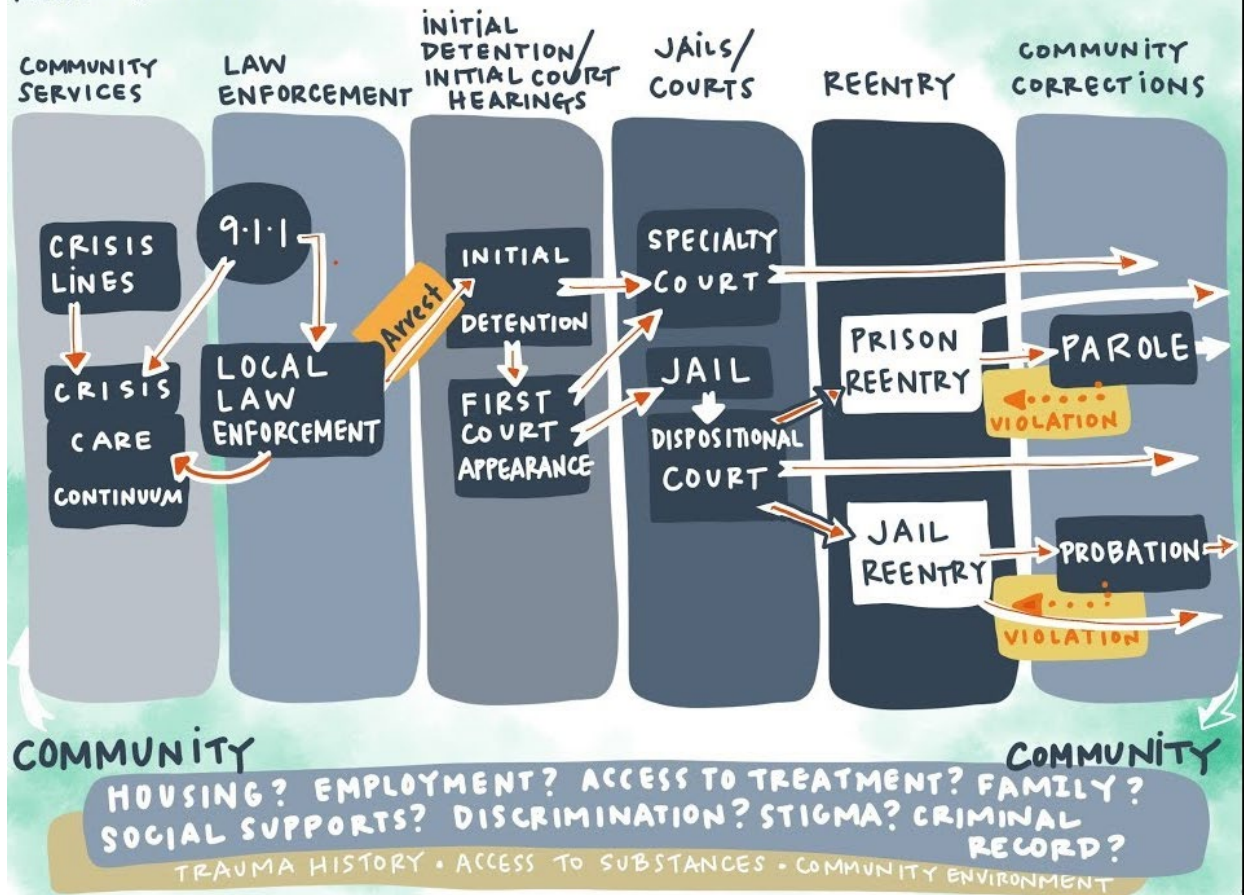 COMMUNITY
SERVICES
LAW
ENFORCEMENT
INITIAL
DETENTION/
INITIAL COURT
HEARINGS
JAILS/
COURTS
REENTRY
COMMUNITY
CORRECTIONS
CRISIS
LINES
CRISIS
CARE
CONTINUUM
9·1·1
LOCAL
LAW
ENFORCEMENT
Arrest
INITIAL
DETENTION
FIRST
COURT
APPEARANCE
SPECIALTY
COURT
JAIL
DISPOSITIONAL
COURT
PRISON
REENTRY
JAIL
REENTRY
PAROLE
VIOLATION
PROBATION
VIOLATION
COMMUNITY
COMMUNITY
HOUSING? EMPLOYMENT? ACCESS TO TREATMENT? FAMILY?
SOCIAL SUPPORTS? DISCRIMINATION? STIGMA? CRIMINAL
RECORD?
TRAUMA HISTORY • ACCESS TO SUBSTANCES • COMMUNITY ENVIRONMENT